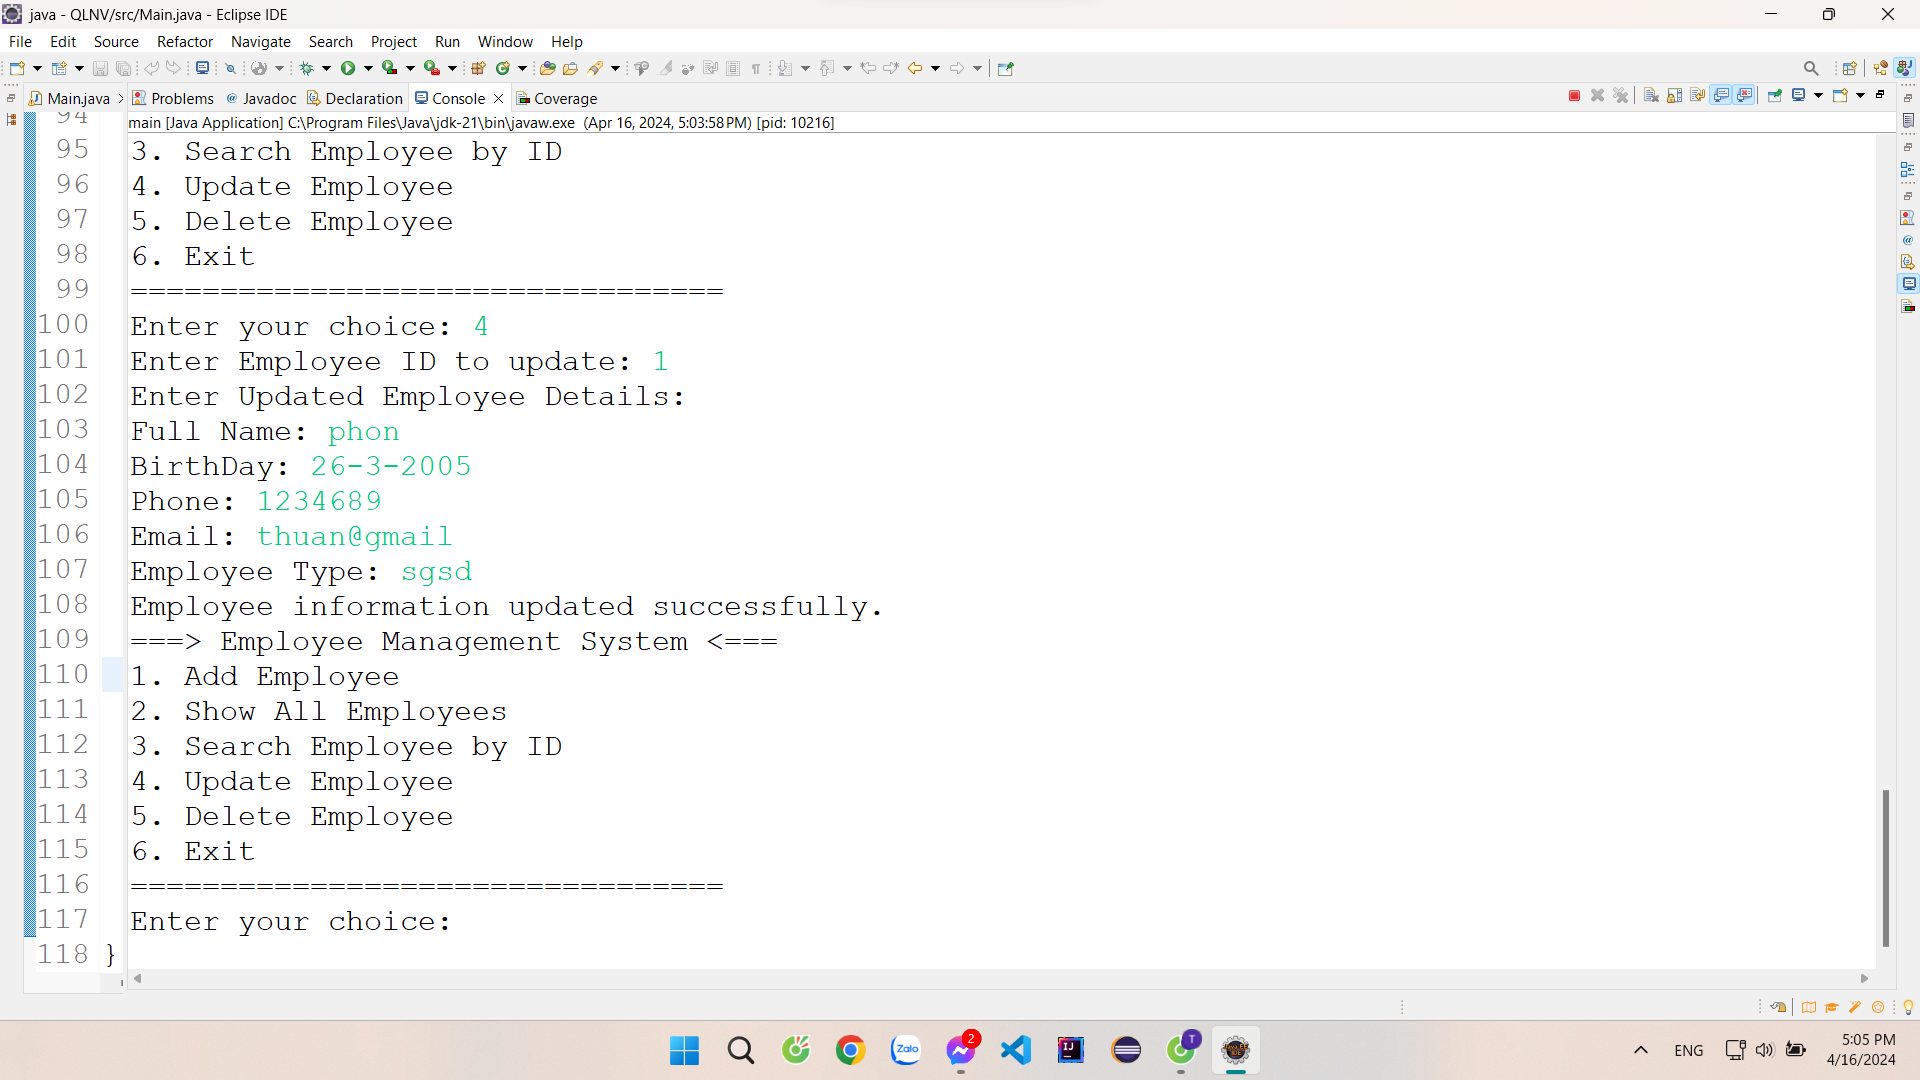 java - QLNV/src/Main.java - Eclipse IDE
File Edit Source Refactor Navigate Search Project Run Window Help
Main.java Problems Javadoc Declaration Console Coverage
main [Java Application] C:\Program Files\Java\jdk-21\bin\javaw.exe (Apr 16, 2024, 5:03:58 PM) [pid: 10216]
94
95 3. Search Employee by ID
96 4. Update Employee
97 5. Delete Employee
98 6. Exit
99 =================================
100 Enter your choice: 4
101 Enter Employee ID to update: 1
102 Enter Updated Employee Details:
103 Full Name: phon
104 BirthDay: 26-3-2005
105 Phone: 1234689
106 Email: thuan@gmail
107 Employee Type: sgsd
108 Employee information updated successfully.
109 ===> Employee Management System <===
110 1. Add Employee
111 2. Show All Employees
112 3. Search Employee by ID
113 4. Update Employee
114 5. Delete Employee
115 6. Exit
116 =================================
117 Enter your choice:
118 }
Zalo
2
IJ
T
ENG
5:05 PM
4/16/2024